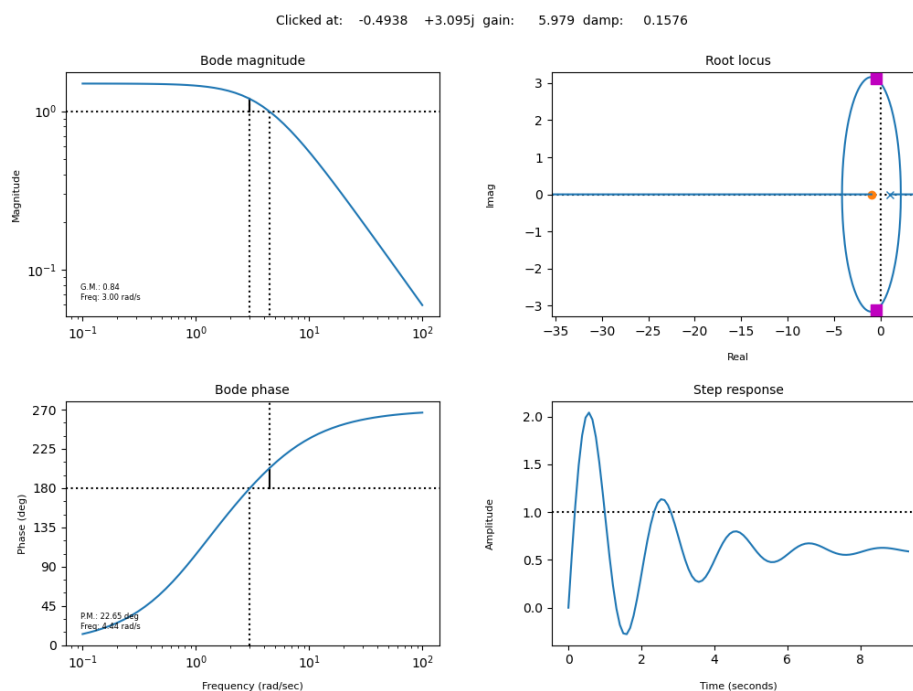 Clicked at: -0.4938 +3.095j gain: 5.979 damp: 0.1576
Bode magnitude
Magnitude
10⁰
10⁻¹
G.M.: 0.84
Freq: 3.00 rad/s
10⁻¹ 10⁰ 10¹ 10²
Root locus
Imag
3
2
1
0
−1
−2
−3
−35 −30 −25 −20 −15 −10 −5 0
Real
Bode phase
Phase (deg)
270
225
180
135
90
45
0
P.M.: 22.65 deg
Freq: 4.44 rad/s
10⁻¹ 10⁰ 10¹ 10²
Frequency (rad/sec)
Step response
Amplitude
2.0
1.5
1.0
0.5
0.0
0 2 4 6 8
Time (seconds)